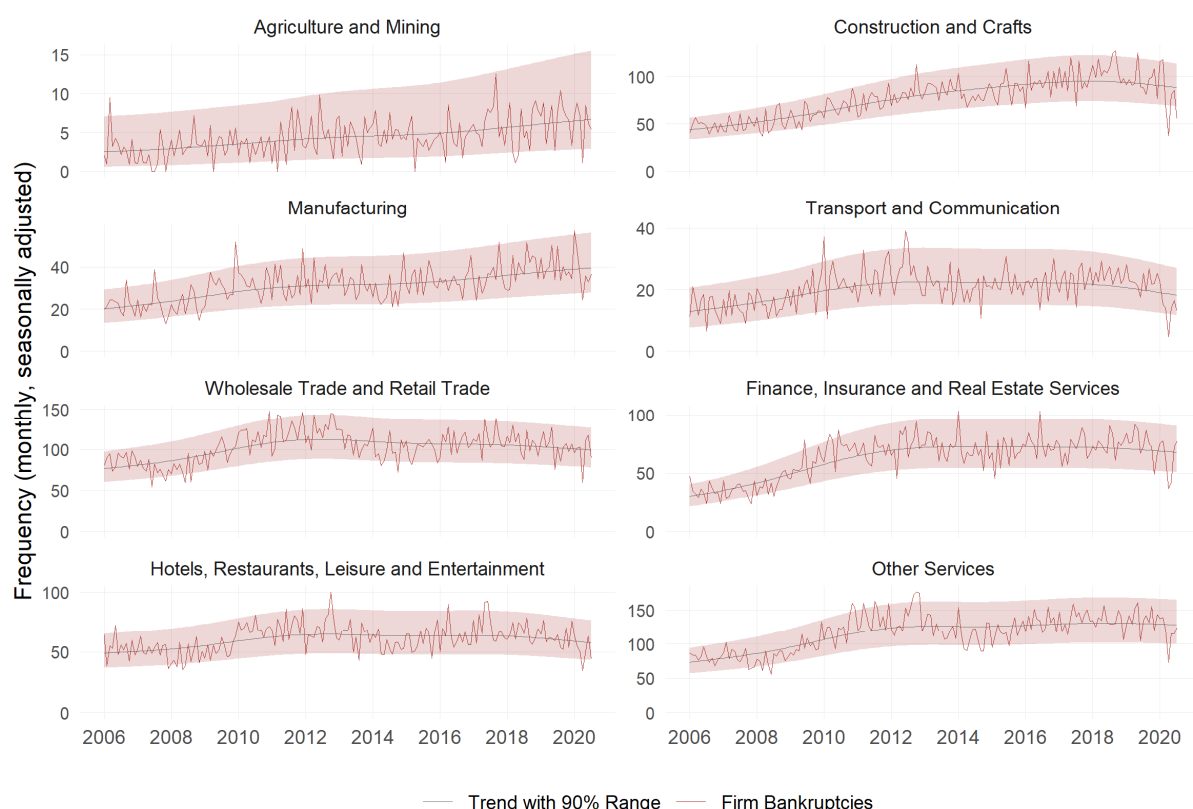 Frequency (monthly, seasonally adjusted)
Agriculture and Mining
15
10
5
0
Construction and Crafts
100
50
0
Manufacturing
40
20
0
Transport and Communication
40
20
0
Wholesale Trade and Retail Trade
150
100
50
0
Finance, Insurance and Real Estate Services
100
50
0
Hotels, Restaurants, Leisure and Entertainment
100
50
0
Other Services
150
100
50
0
2006 2008 2010 2012 2014 2016 2018 2020
2006 2008 2010 2012 2014 2016 2018 2020
Trend with 90% Range Firm Bankruptcies